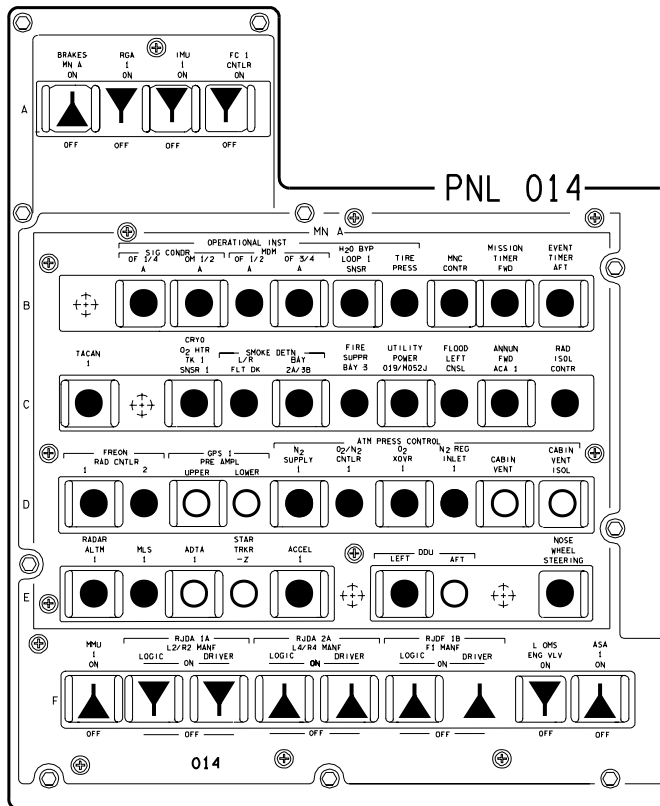 BRAKES RGA IMU FC 1
MN A 1 1 CNTLR
ON ON ON ON
A
OFF OFF OFF OFF
PNL 014
MN A
OPERATIONAL INST
SIG CONDR MDM H2O BYP TIRE MNC MISSION EVENT
OF 1/4 OM 1/2 OF 1/2 OF 3/4 LOOP 1 PRESS CONTR TIMER TIMER
A A A A SNSR FWD AFT
B
TACAN CRYO SMOKE DETN FIRE UTILITY FLOOD ANNUN RAD
1 O2 HTR L/R BAY SUPPR POWER LEFT FWD ISOL
TK 1 FLT DK 2A/3B BAY 3 019/M052J CNSL ACA 1 CONTR
SNSR 1
C
ATM PRESS CONTROL
FREON GPS 1 N2 O2/N2 O2 N2 REG CABIN CABIN
RAD CNTLR PRE AMPL SUPPLY CNTLR XOVR INLET VENT VENT
1 2 UPPER LOWER 1 1 1 1 ISOL
D
RADAR MLS ADTA STAR ACCEL DDU NOSE
ALTM 1 1 TRKR 1 LEFT AFT WHEEL
1 -Z STEERING
E
MMU RJDA 1A RJDA 2A RJDF 1B L OMS ASA
1 L2/R2 MANF L4/R4 MANF F1 MANF ENG VLV 1
ON LOGIC ON DRIVER LOGIC ON DRIVER LOGIC ON DRIVER ON ON
F
OFF OFF OFF OFF OFF OFF
014